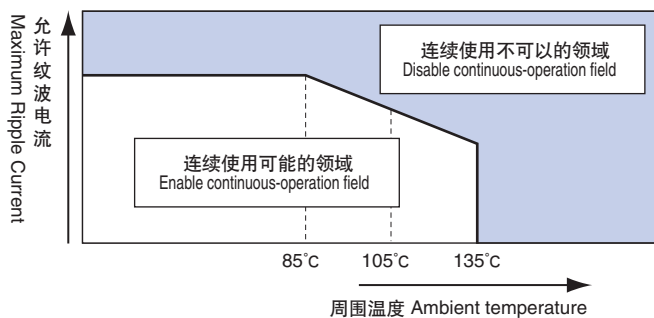 允许纹波电流
Maximum Ripple Current
连续使用不可以的领域
Disable continuous-operation field
连续使用可能的领域
Enable continuous-operation field
85°C
105°C
135°C
周围温度 Ambient temperature